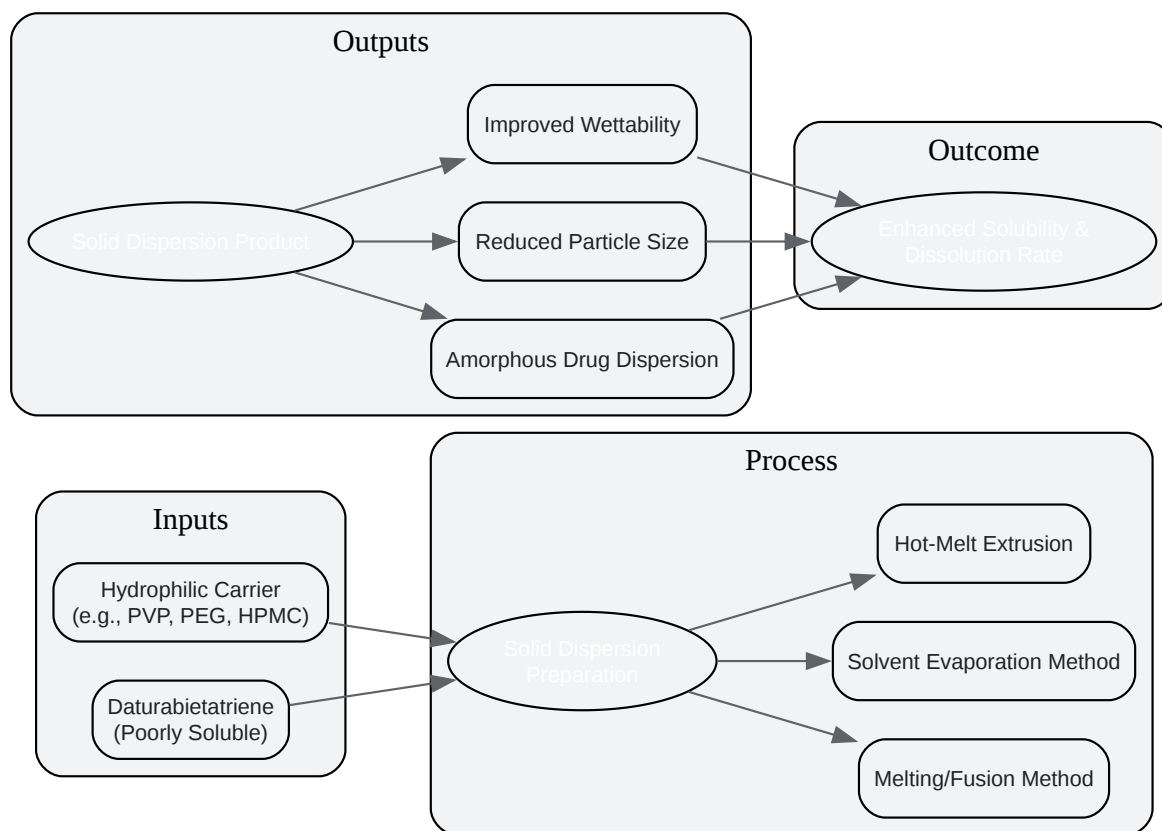 Outputs
Improved Wettability
Solid Dispersion Product
Reduced Particle Size
Amorphous Drug Dispersion
Outcome
Enhanced Solubility &
Dissolution Rate
Inputs
Hydrophilic Carrier
(e.g., PVP, PEG, HPMC)
Daturabietatriene
(Poorly Soluble)
Process
Solid Dispersion
Preparation
Hot-Melt Extrusion
Solvent Evaporation Method
Melting/Fusion Method